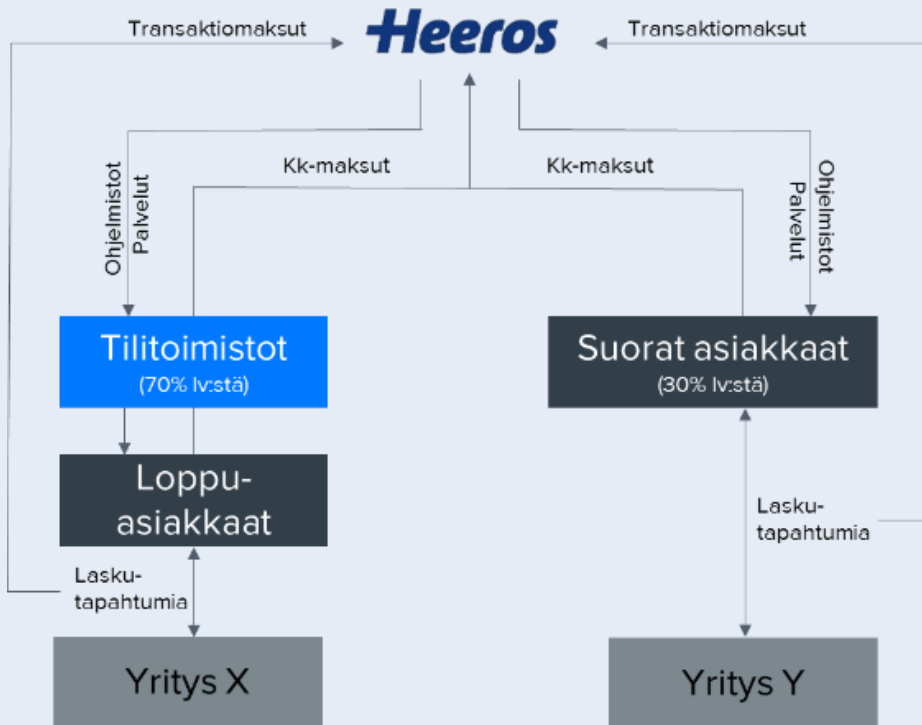 Transaktiomaksut
Heeros
Transaktiomaksut
Kk-maksut
Kk-maksut
Ohjelmistot
Palvelut
Ohjelmistot
Palvelut
Tilitoimistot
(70% lv:stä)
Suorat asiakkaat
(30% lv:stä)
Loppu-
asiakkaat
Lasku-
tapahtumia
Lasku-
tapahtumia
Yritys X
Yritys Y